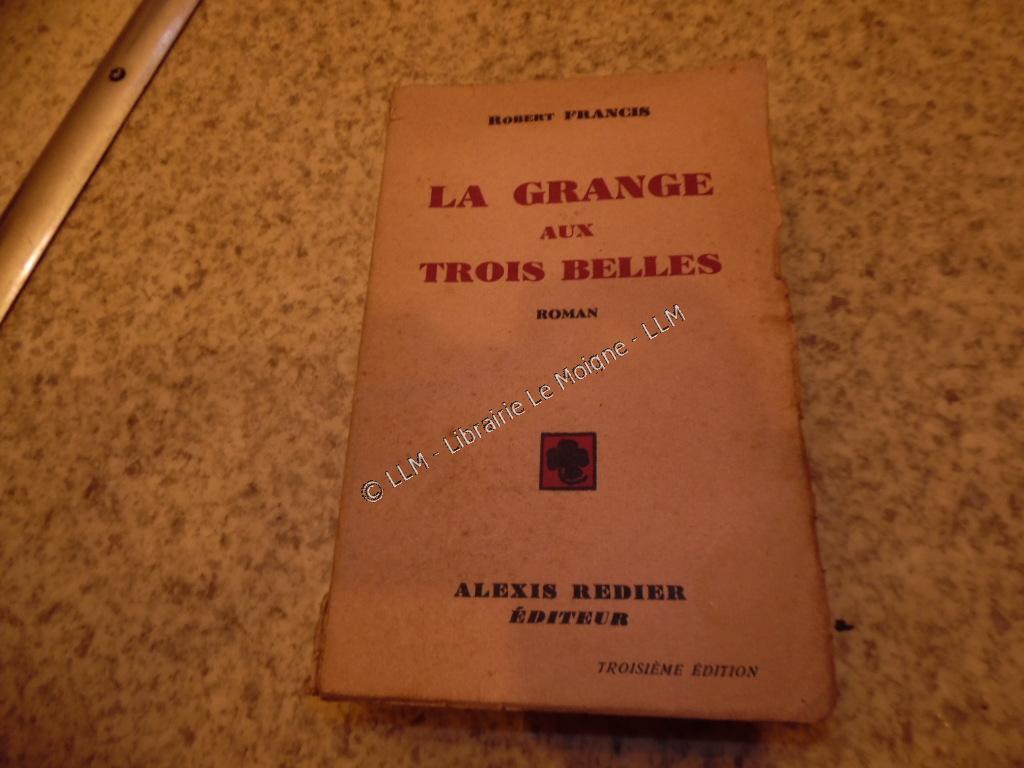 ROBERT FRANCIS
LA GRANGE
AUX
TROIS BELLES
ROMAN
© LLM - Librairie Le Moigne - LLM
ALEXIS REDIER
ÉDITEUR
TROISIÈME ÉDITION